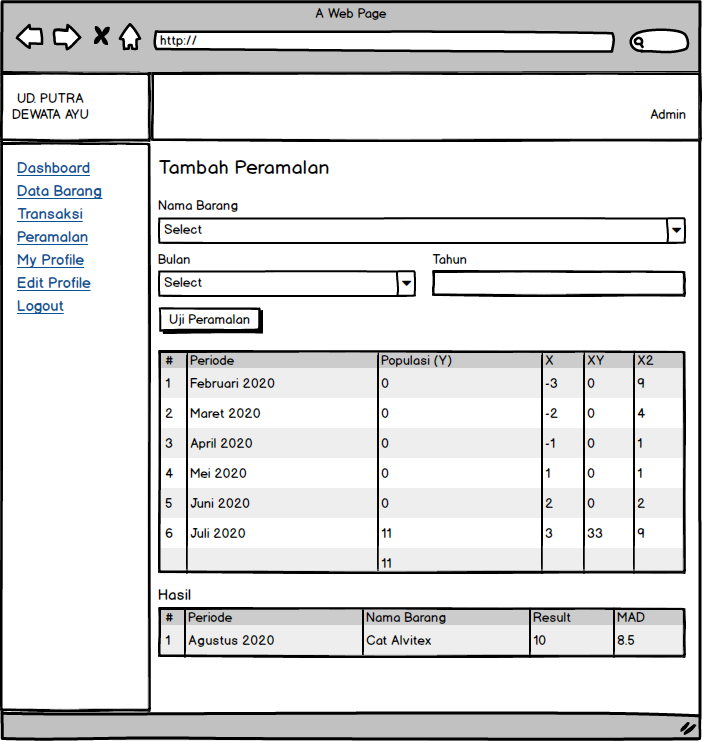 A Web Page
http://
UD. PUTRA
DEWATA AYU
Admin
Dashboard
Data Barang
Transaksi
Peramalan
My Profile
Edit Profile
Logout
Tambah Peramalan
Nama Barang
Select
Bulan Tahun
Select
Uji Peramalan
# Periode Populasi (Y) X XY X2
1 Februari 2020 0 -3 0 9
2 Maret 2020 0 -2 0 4
3 April 2020 0 -1 0 1
4 Mei 2020 0 1 0 1
5 Juni 2020 0 2 0 2
6 Juli 2020 11 3 33 9
11
Hasil
# Periode Nama Barang Result MAD
1 Agustus 2020 Cat Alvitex 10 8.5